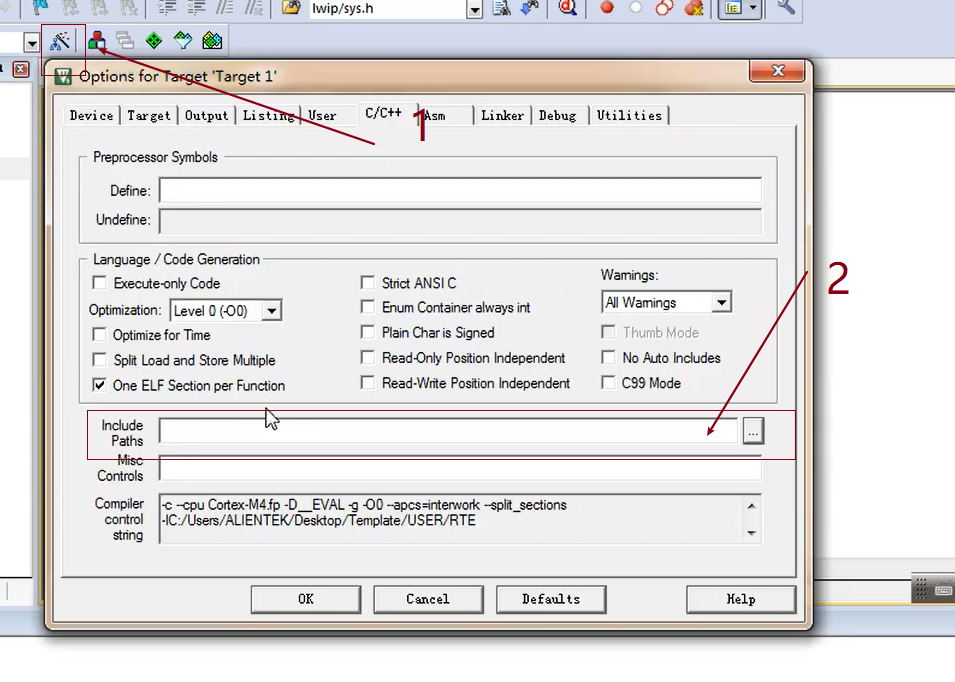 lwip/sys.h
Options for Target 'Target 1'
Device Target Output Listing User C/C++ Asm Linker Debug Utilities
1
Preprocessor Symbols
Define:
Undefine:
Language / Code Generation
Execute-only Code
Strict ANSI C
Warnings:
Optimization: Level 0 (-O0)
Enum Container always int
All Warnings
Optimize for Time
Plain Char is Signed
Thumb Mode
Split Load and Store Multiple
Read-Only Position Independent
No Auto Includes
One ELF Section per Function
Read-Write Position Independent
C99 Mode
2
Include
Paths
...
Misc
Controls
Compiler
control
string
-c --cpu Cortex-M4.fp -D__EVAL -g -O0 --apcs=interwork --split_sections
-IC:/Users/ALIENTEK/Desktop/Template/USER/RTE
OK Cancel Defaults Help